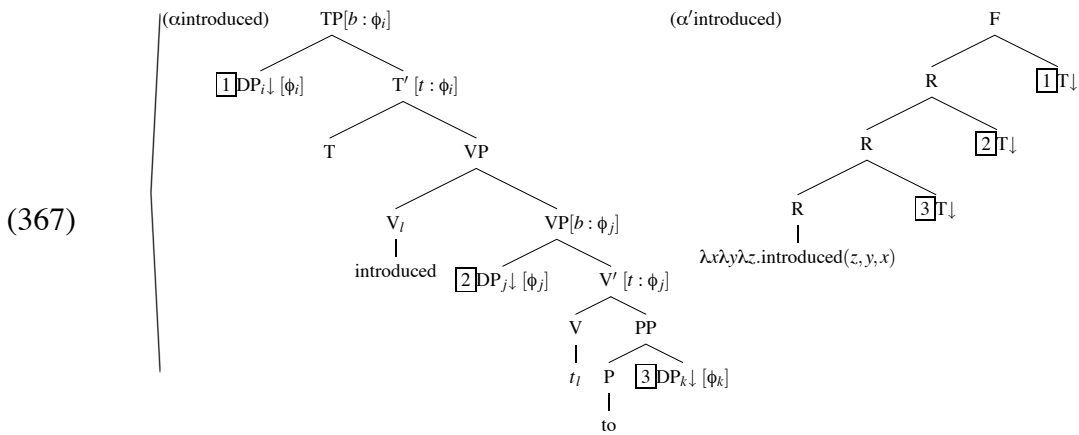 (αintroduced) TP[b : ϕᵢ] (α′introduced) F
1 DPᵢ↓ [ϕᵢ] T′ [t : ϕᵢ] R 1 T↓
T VP R 2 T↓
(367) Vₗ VP[b : ϕⱼ] R 3 T↓
introduced 2 DPⱼ↓ [ϕⱼ] V′ [t : ϕⱼ] λxλyλz.introduced(z, y, x)
V PP
tₗ P 3 DPₖ↓ [ϕₖ]
to